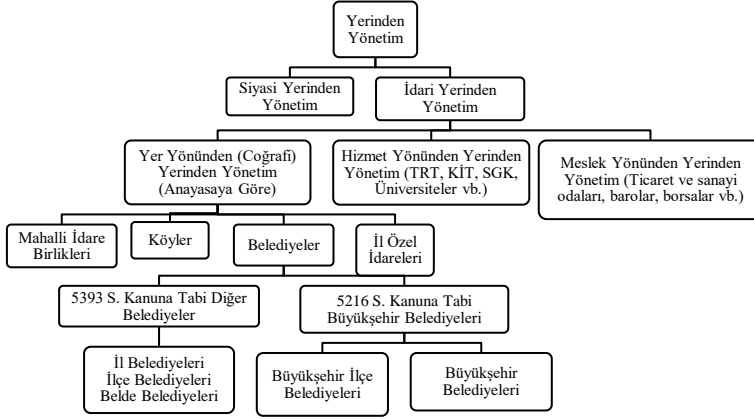 Yerinden
Yönetim
Siyasi Yerinden
Yönetim
İdari Yerinden
Yönetim
Yer Yönünden (Coğrafi)
Yerinden Yönetim
(Anayasaya Göre)
Hizmet Yönünden Yerinden
Yönetim (TRT, KİT, SGK,
Üniversiteler vb.)
Meslek Yönünden Yerinden
Yönetim (Ticaret ve sanayi
odaları, barolar, borsalar vb.)
Mahalli İdare
Birlikleri
Köyler
Belediyeler
İl Özel
İdareleri
5393 S. Kanuna Tabi Diğer
Belediyeler
5216 S. Kanuna Tabi
Büyükşehir Belediyeleri
İl Belediyeleri
İlçe Belediyeleri
Belde Belediyeleri
Büyükşehir İlçe
Belediyeleri
Büyükşehir
Belediyeleri